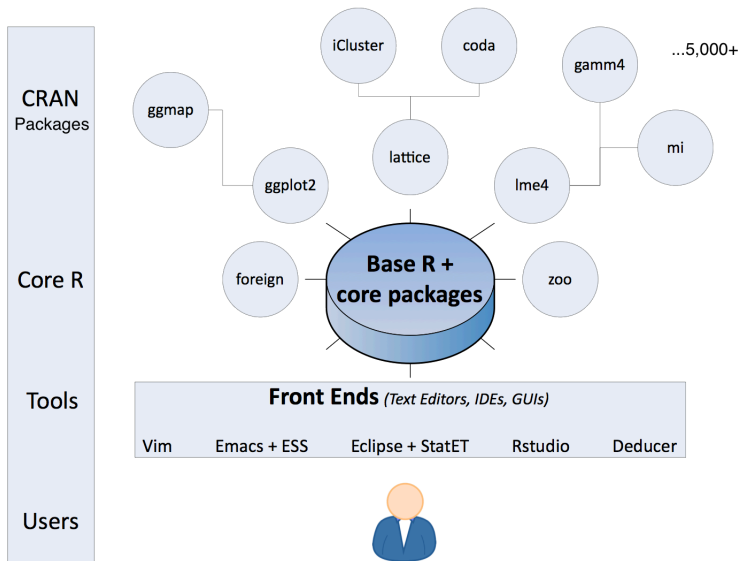 iCluster
coda
...5,000+
gamm4
CRAN
Packages
ggmap
lattice
mi
ggplot2
lme4
Core R
foreign
Base R +
core packages
zoo
Tools
Front Ends (Text Editors, IDEs, GUIs)
Vim Emacs + ESS Eclipse + StatET Rstudio Deducer
Users